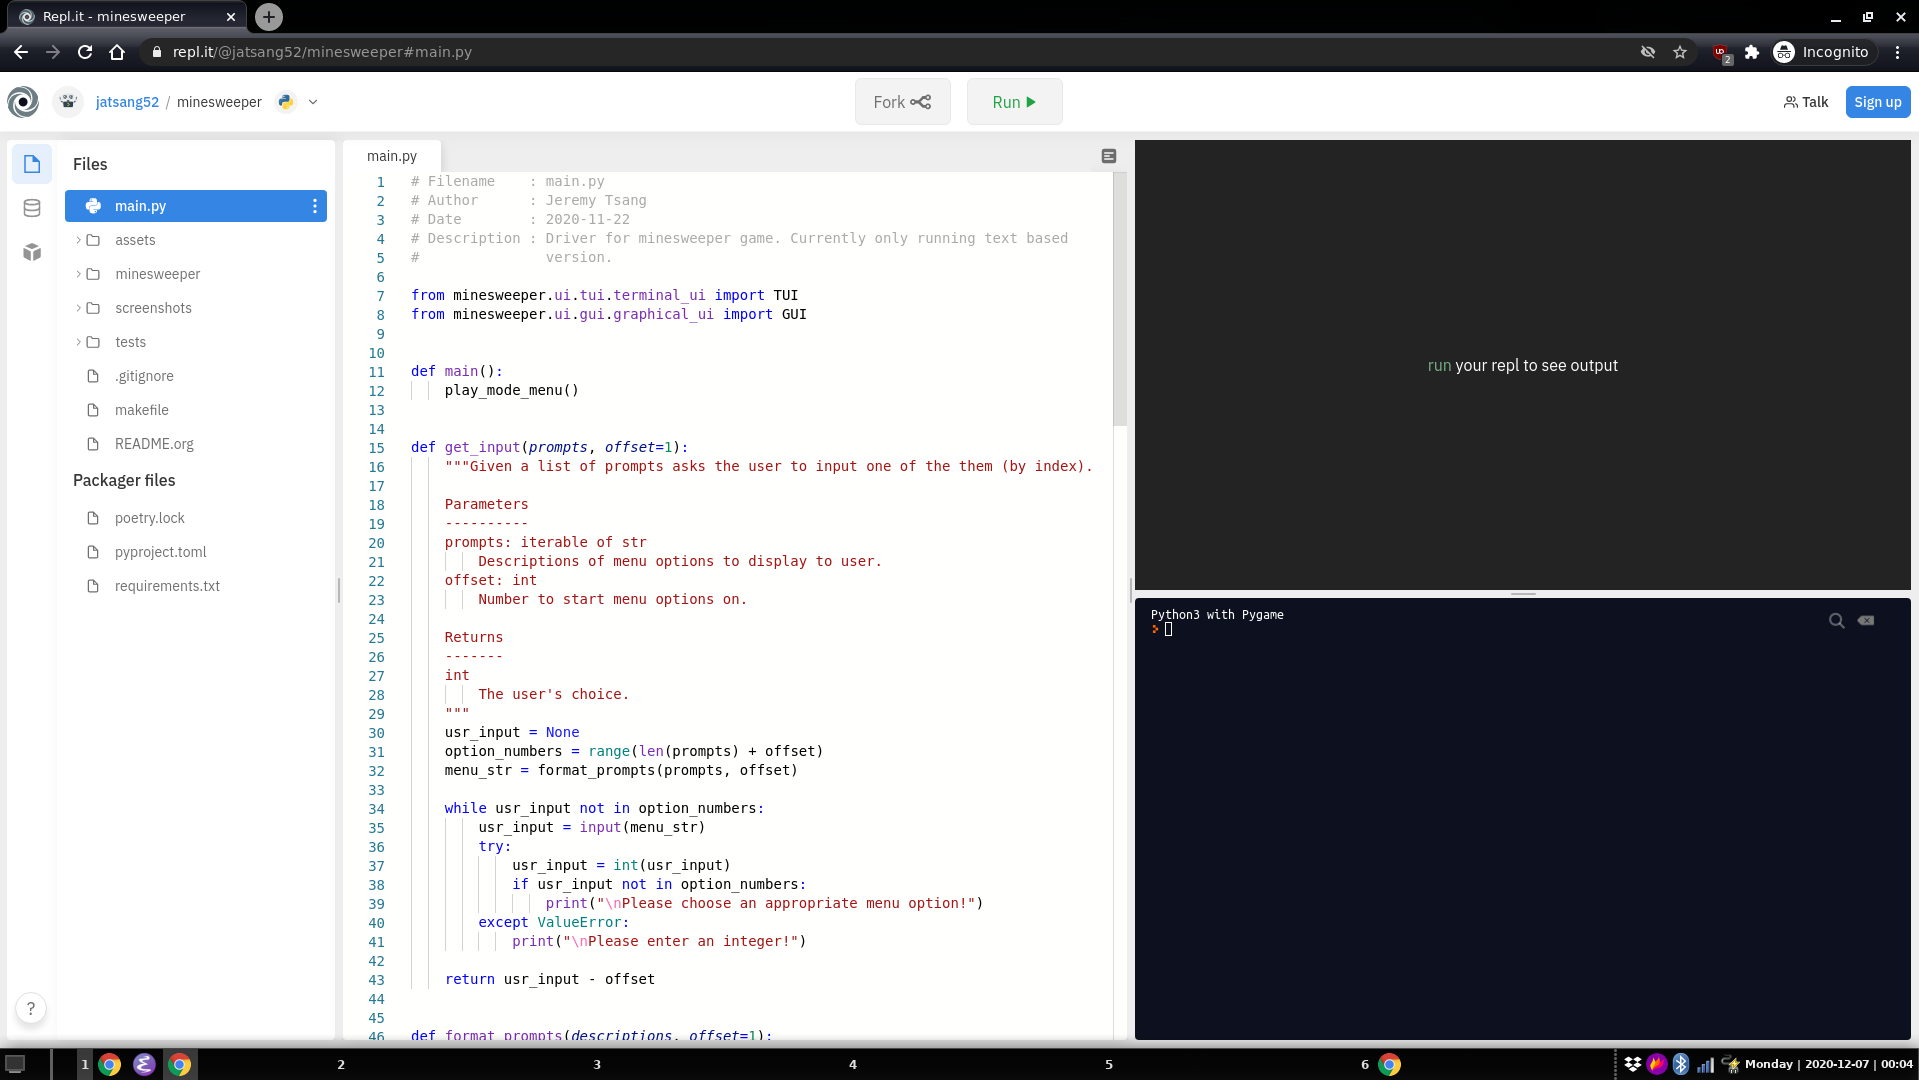 Repl.it - minesweeper
repl.it/@jatsang52/minesweeper#main.py
2
Incognito
jatsang52 / minesweeper
Fork
Run
Talk
Sign up
Files
main.py
assets
minesweeper
screenshots
tests
.gitignore
makefile
README.org
Packager files
poetry.lock
pyproject.toml
requirements.txt
?
main.py
1 # Filename    : main.py
2 # Author      : Jeremy Tsang
3 # Date        : 2020-11-22
4 # Description : Driver for minesweeper game. Currently only running text based
5 #               version.
6
7 from minesweeper.ui.tui.terminal_ui import TUI
8 from minesweeper.ui.gui.graphical_ui import GUI
9
10
11 def main():
12     play_mode_menu()
13
14
15 def get_input(prompts, offset=1):
16     """Given a list of prompts asks the user to input one of the them (by index).
17
18     Parameters
19     ----------
20     prompts: iterable of str
21         Descriptions of menu options to display to user.
22     offset: int
23         Number to start menu options on.
24
25     Returns
26     -------
27     int
28         The user's choice.
29     """
30     usr_input = None
31     option_numbers = range(len(prompts) + offset)
32     menu_str = format_prompts(prompts, offset)
33
34     while usr_input not in option_numbers:
35         usr_input = input(menu_str)
36         try:
37             usr_input = int(usr_input)
38             if usr_input not in option_numbers:
39                 print("\nPlease choose an appropriate menu option!")
40         except ValueError:
41             print("\nPlease enter an integer!")
42
43     return usr_input - offset
44
45
46 def format_prompts(descriptions, offset=1):
run your repl to see output
Python3 with Pygame
1 2 3 4 5 6
Monday | 2020-12-07 | 00:04